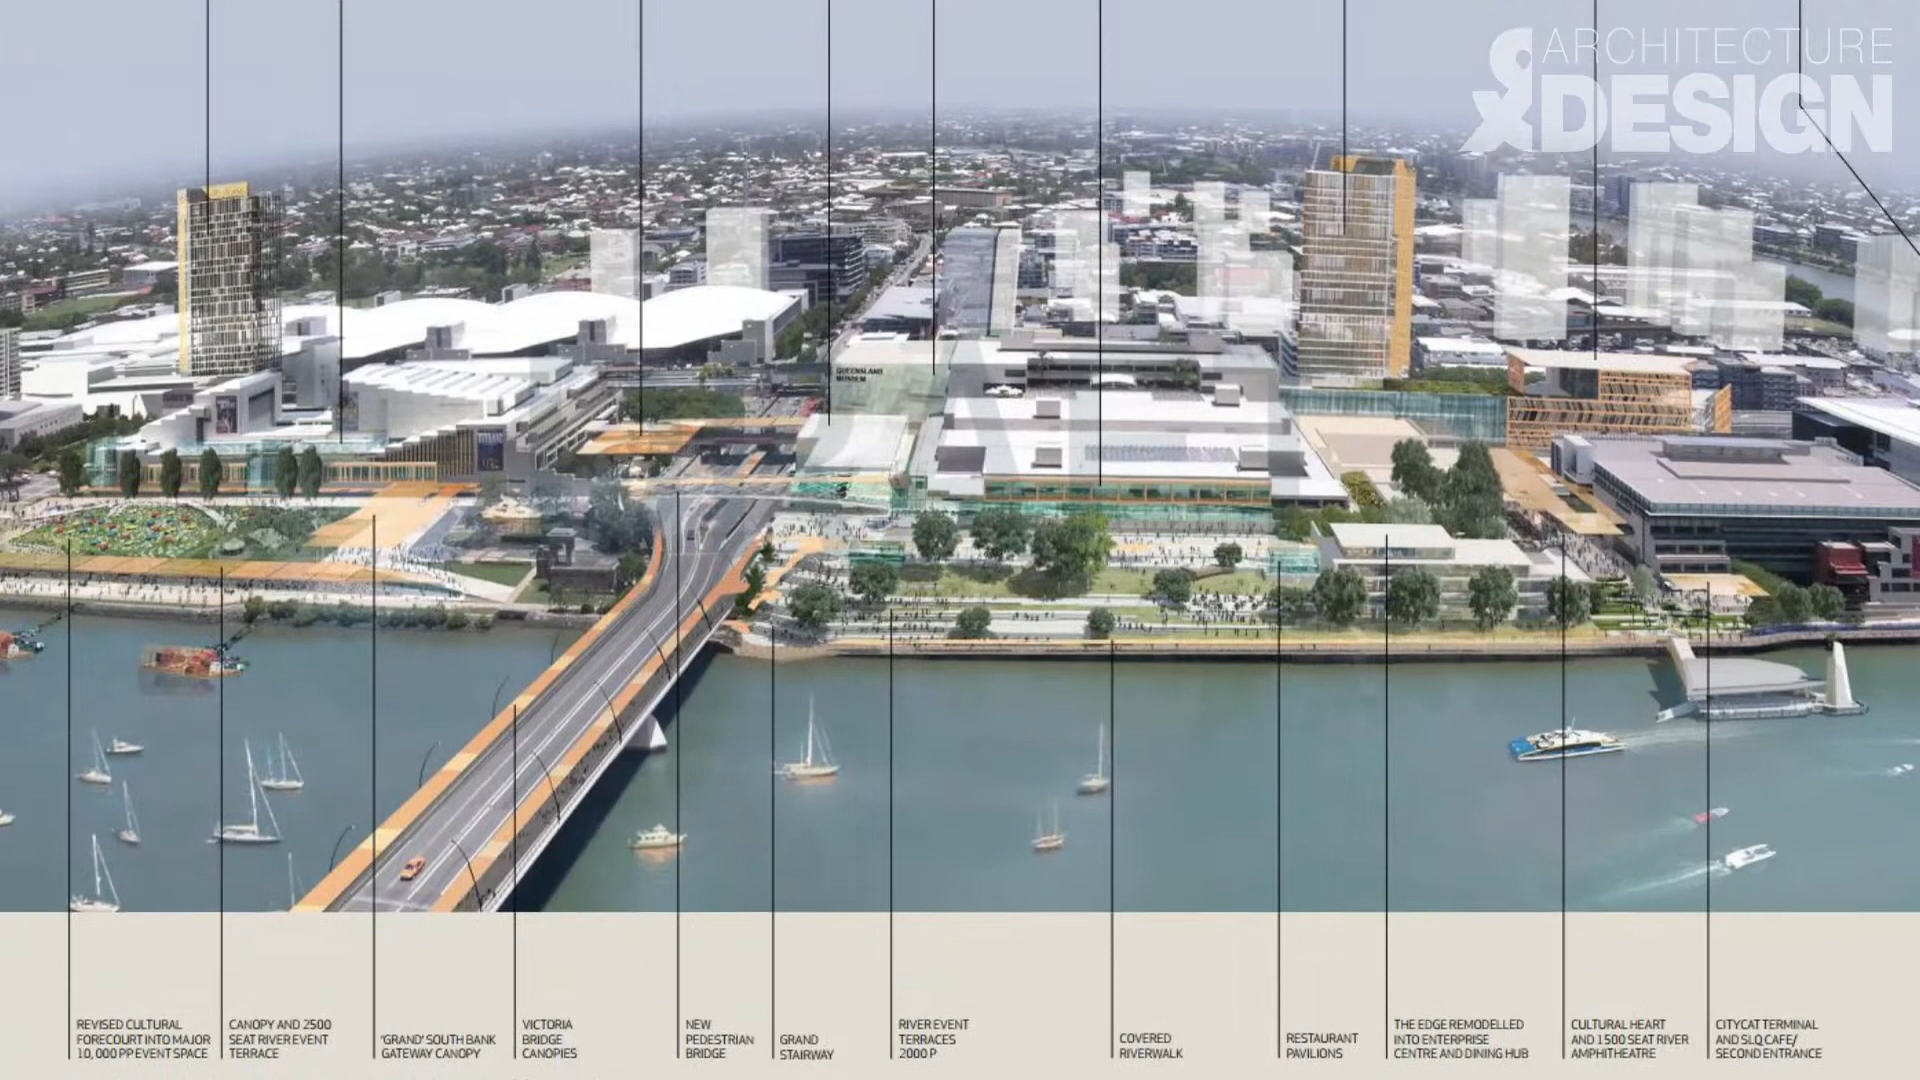 ARCHITECTURE
&DESIGN
QUEENSLAND
MUSEUM
REVISED CULTURAL
FORECOURT INTO MAJOR
10, 000 PP EVENT SPACE
CANOPY AND 2500
SEAT RIVER EVENT
TERRACE
'GRAND' SOUTH BANK
GATEWAY CANOPY
VICTORIA
BRIDGE
CANOPIES
NEW
PEDESTRIAN
BRIDGE
GRAND
STAIRWAY
RIVER EVENT
TERRACES
2000 P
COVERED
RIVERWALK
RESTAURANT
PAVILIONS
THE EDGE REMODELLED
INTO ENTERPRISE
CENTRE AND DINING HUB
CULTURAL HEART
AND 1500 SEAT RIVER
AMPHITHEATRE
CITYCAT TERMINAL
AND SLQ CAFE/
SECOND ENTRANCE